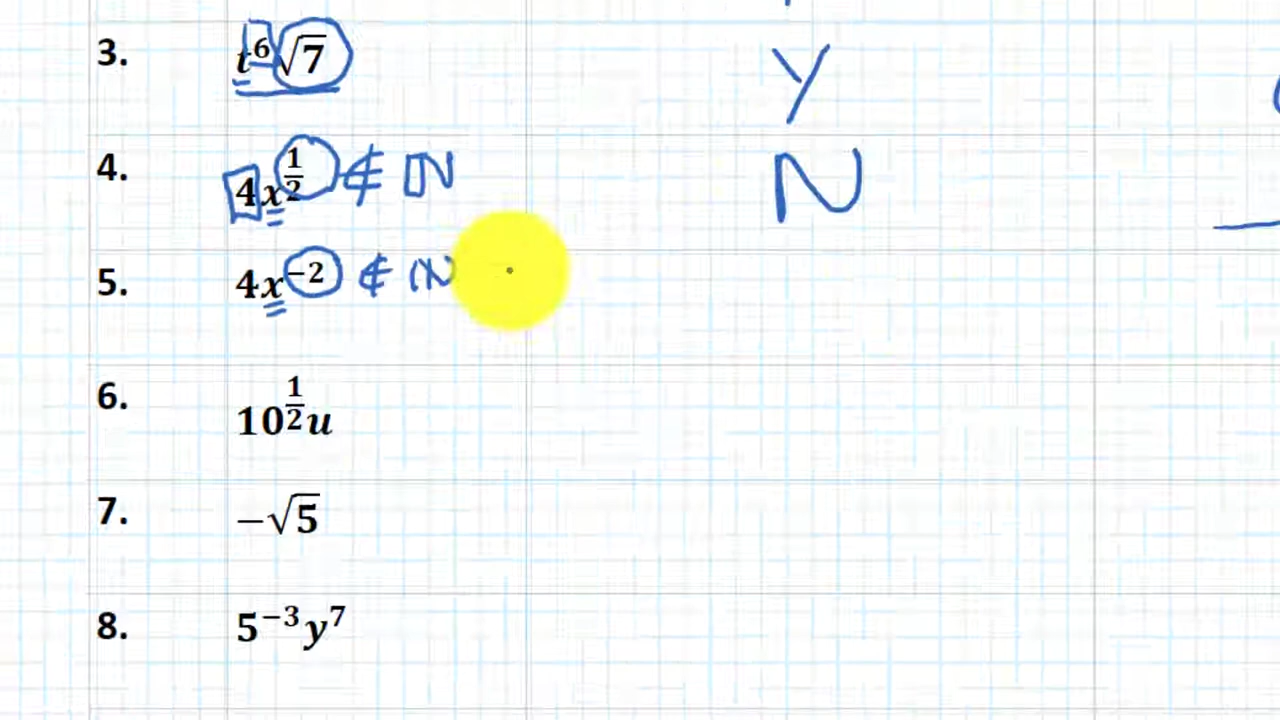 3. t⁶√7 Y
4. 4x^{1/2} ∉ ℕ N
5. 4x⁻² ∉ ℕ
6. 10^{1/2}u
7. −√5
8. 5⁻³y⁷